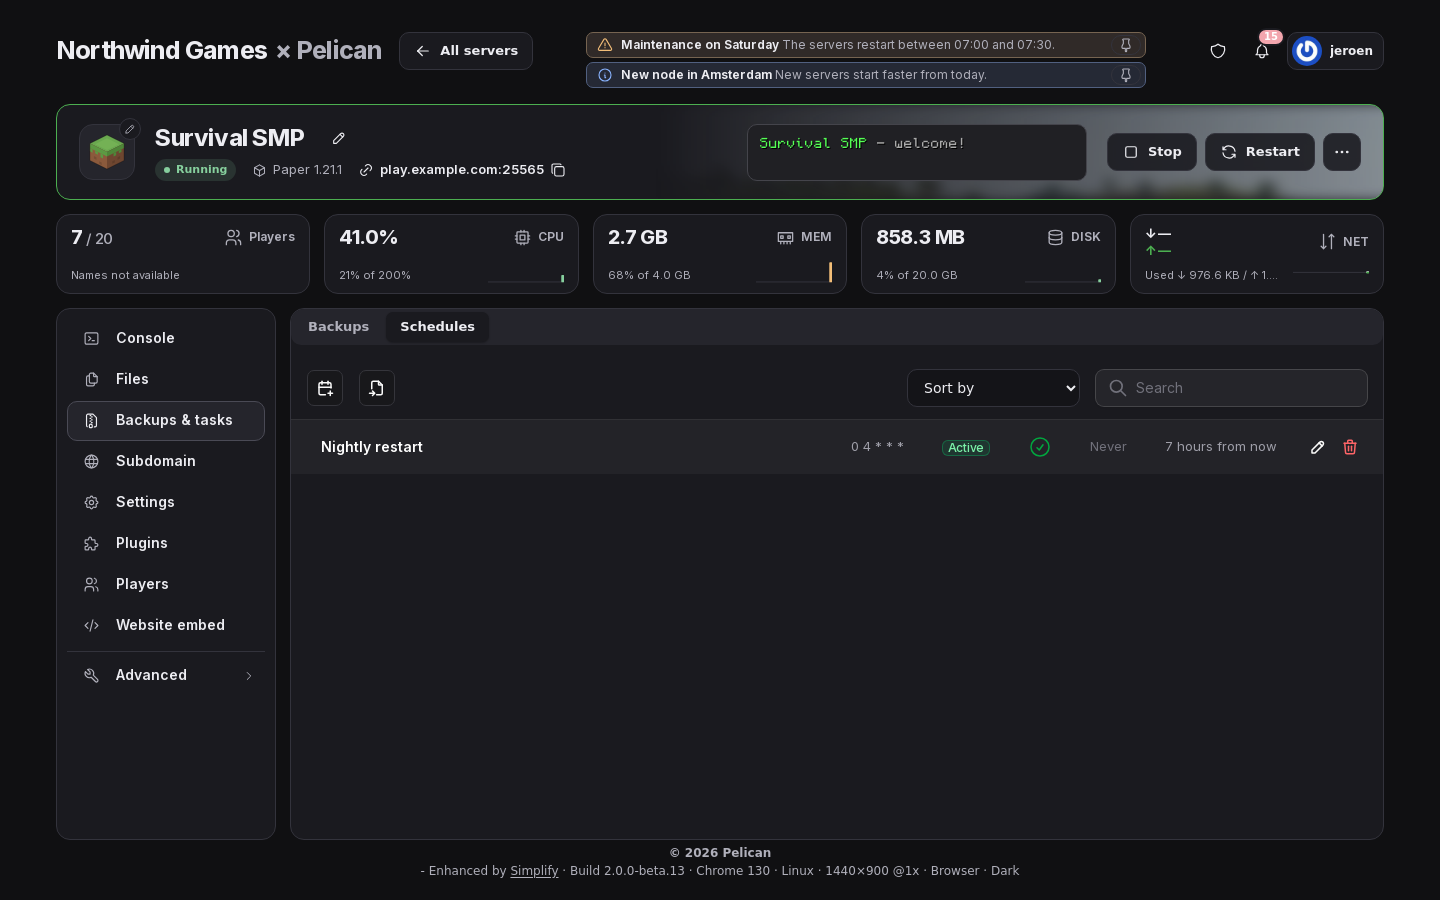 Northwind Games × Pelican
All servers
Maintenance on Saturday The servers restart between 07:00 and 07:30.
New node in Amsterdam New servers start faster from today.
15
jeroen
Survival SMP
Running
Paper 1.21.1
play.example.com:25565
Survival SMP - welcome!
Stop
Restart
7 / 20
Players
Names not available
41.0%
CPU
21% of 200%
2.7 GB
MEM
68% of 4.0 GB
858.3 MB
DISK
4% of 20.0 GB
↓—
↑—
NET
Used ↓ 976.6 KB / ↑ 1....
Console
Files
Backups & tasks
Subdomain
Settings
Plugins
Players
Website embed
Advanced
Backups
Schedules
Sort by
Search
Nightly restart
0 4 * * *
Active
Never
7 hours from now
© 2026 Pelican
- Enhanced by Simplify · Build 2.0.0-beta.13 · Chrome 130 · Linux · 1440×900 @1x · Browser · Dark